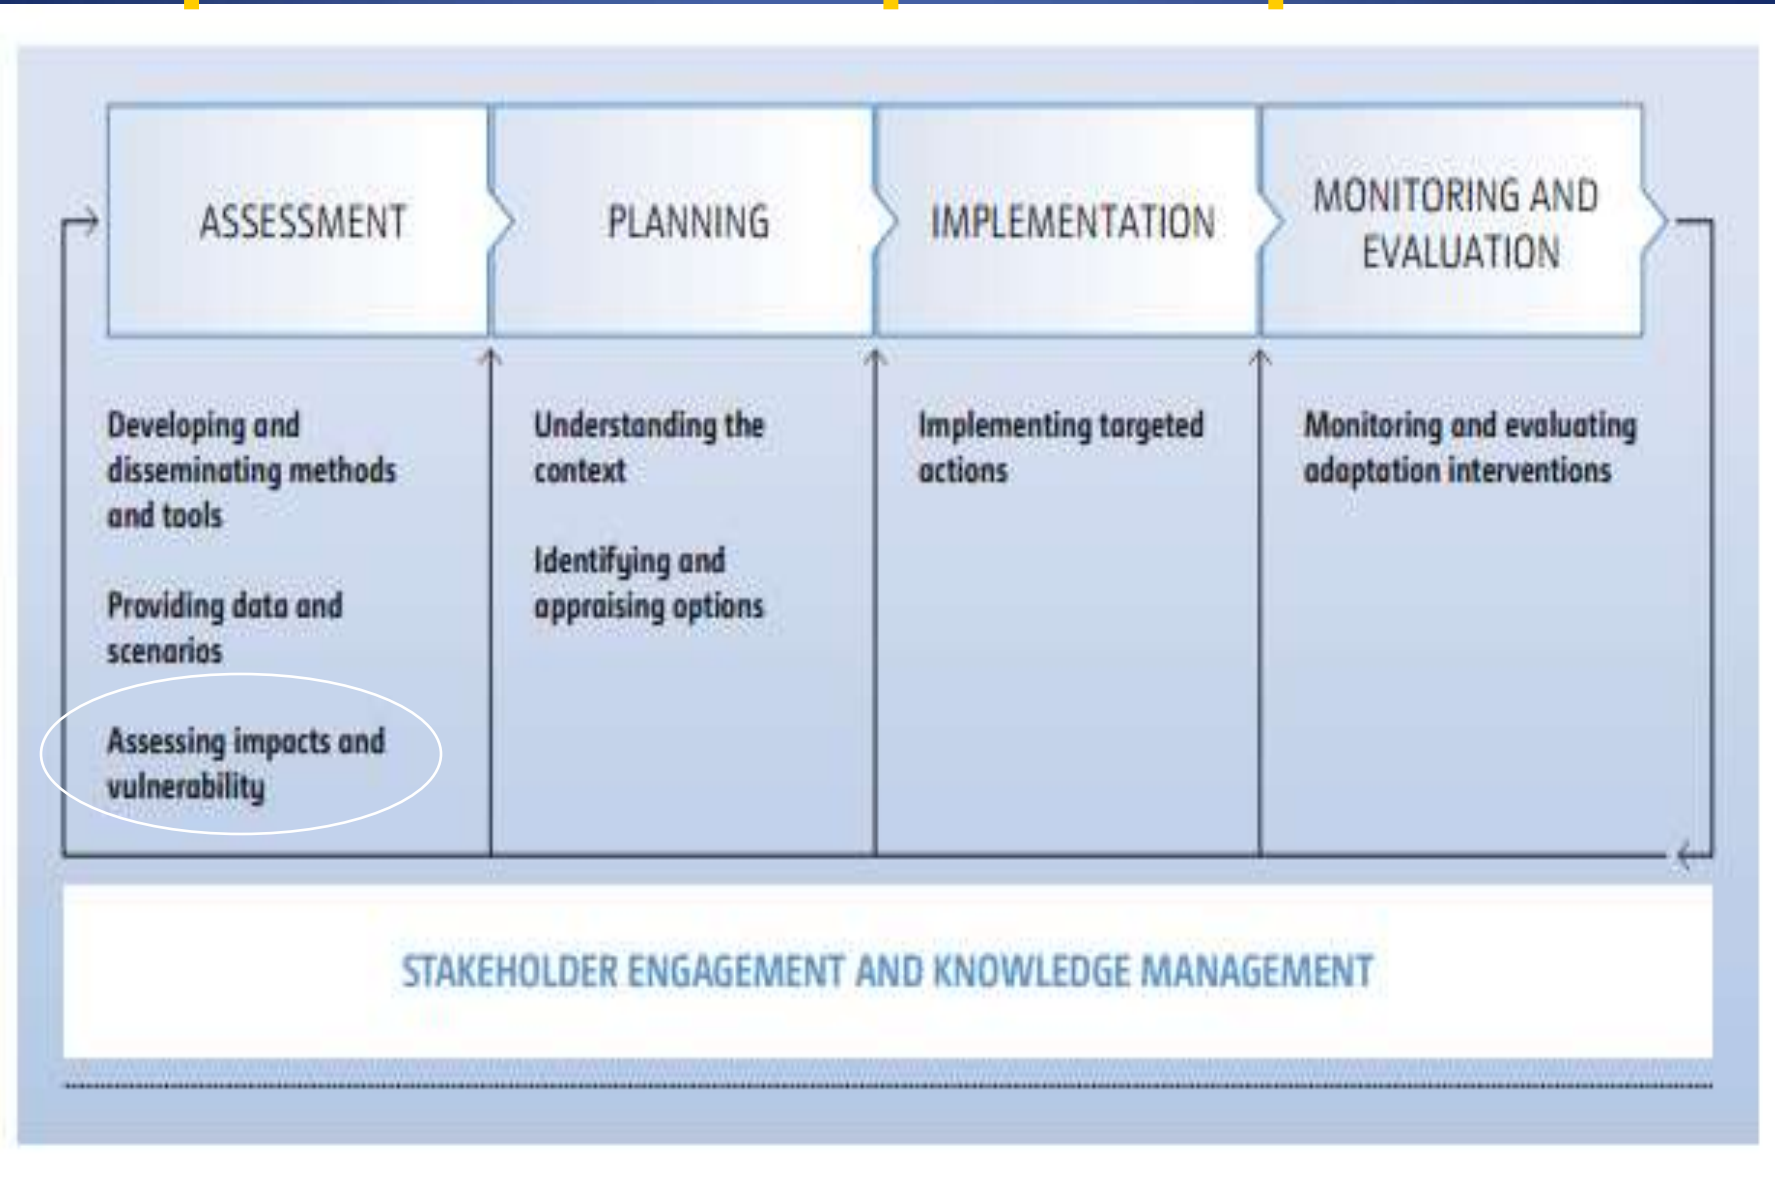 ASSESSMENT
PLANNING
IMPLEMENTATION
MONITORING AND
EVALUATION
Developing and
disseminating methods
and tools
Providing data and
scenarios
Assessing impacts and
vulnerability
Understanding the
context
Identifying and
appraising options
Implementing targeted
actions
Monitoring and evaluating
adaptation interventions
STAKEHOLDER ENGAGEMENT AND KNOWLEDGE MANAGEMENT